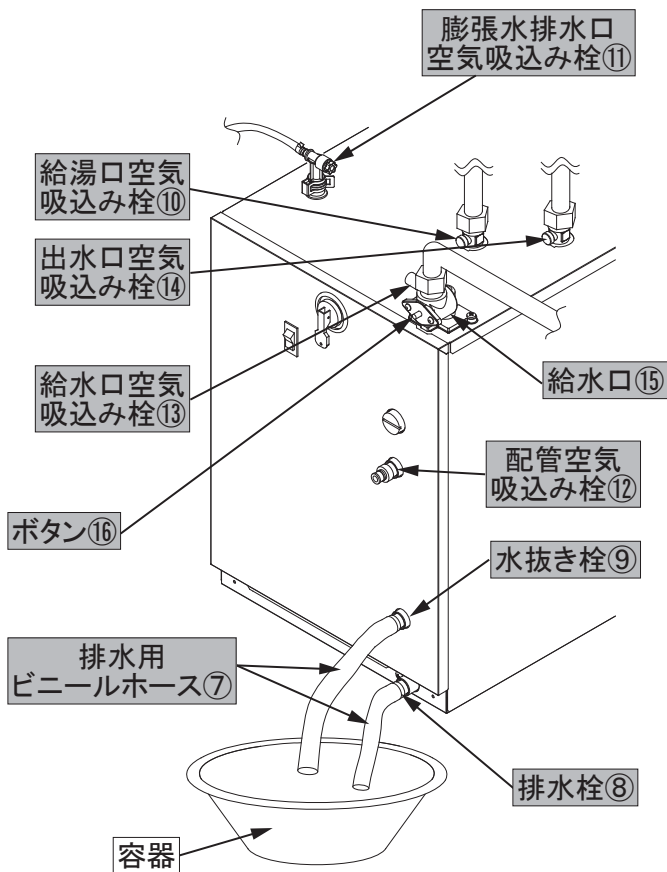 膨張水排水口
空気吸込み栓⑪
給湯口空気
吸込み栓⑩
出水口空気
吸込み栓⑭
給水口空気
吸込み栓⑬
給水口⑮
配管空気
吸込み栓⑫
ボタン⑯
水抜き栓⑨
排水用
ビニールホース⑦
排水栓⑧
容器